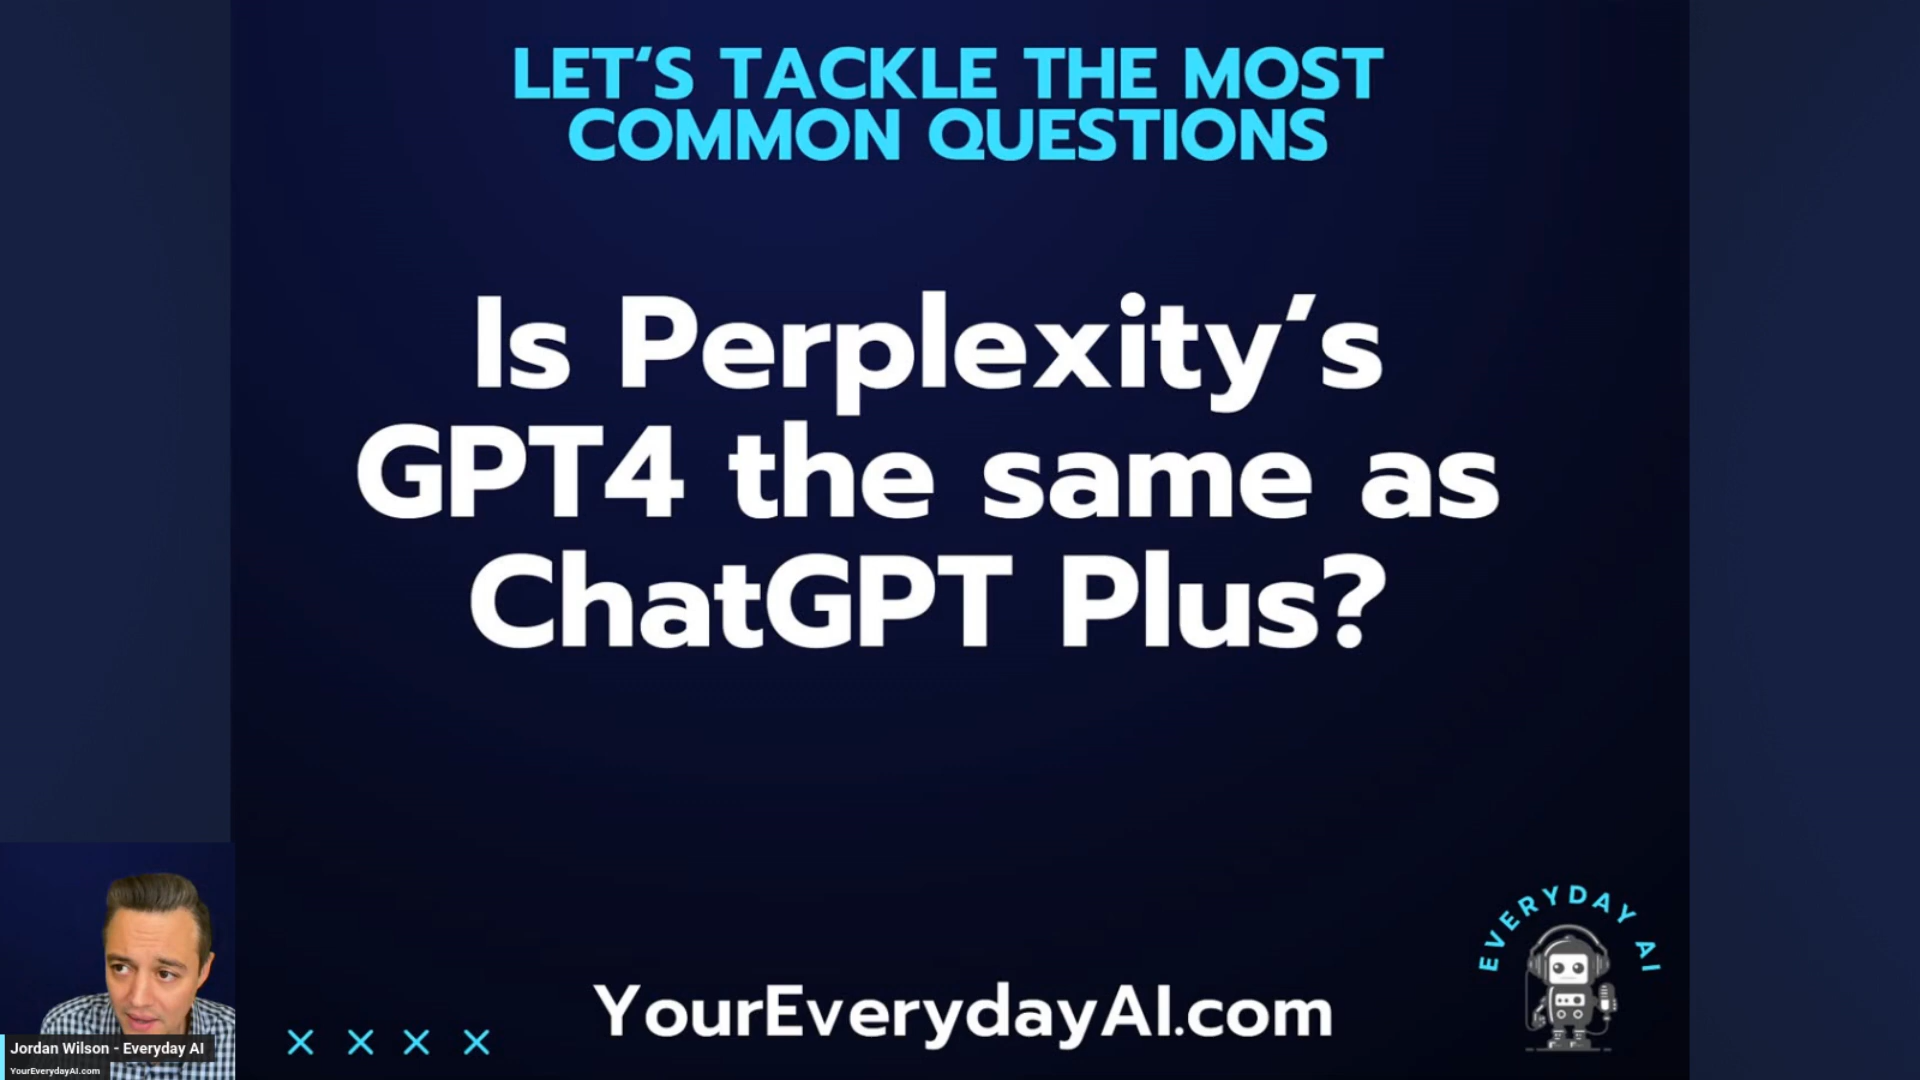 LET'S TACKLE THE MOST
COMMON QUESTIONS
Is Perplexity's
GPT4 the same as
ChatGPT Plus?
EVERYDAY AI
YourEverydayAI.com
Jordan Wilson - Everyday AI
YourEverydayAI.com